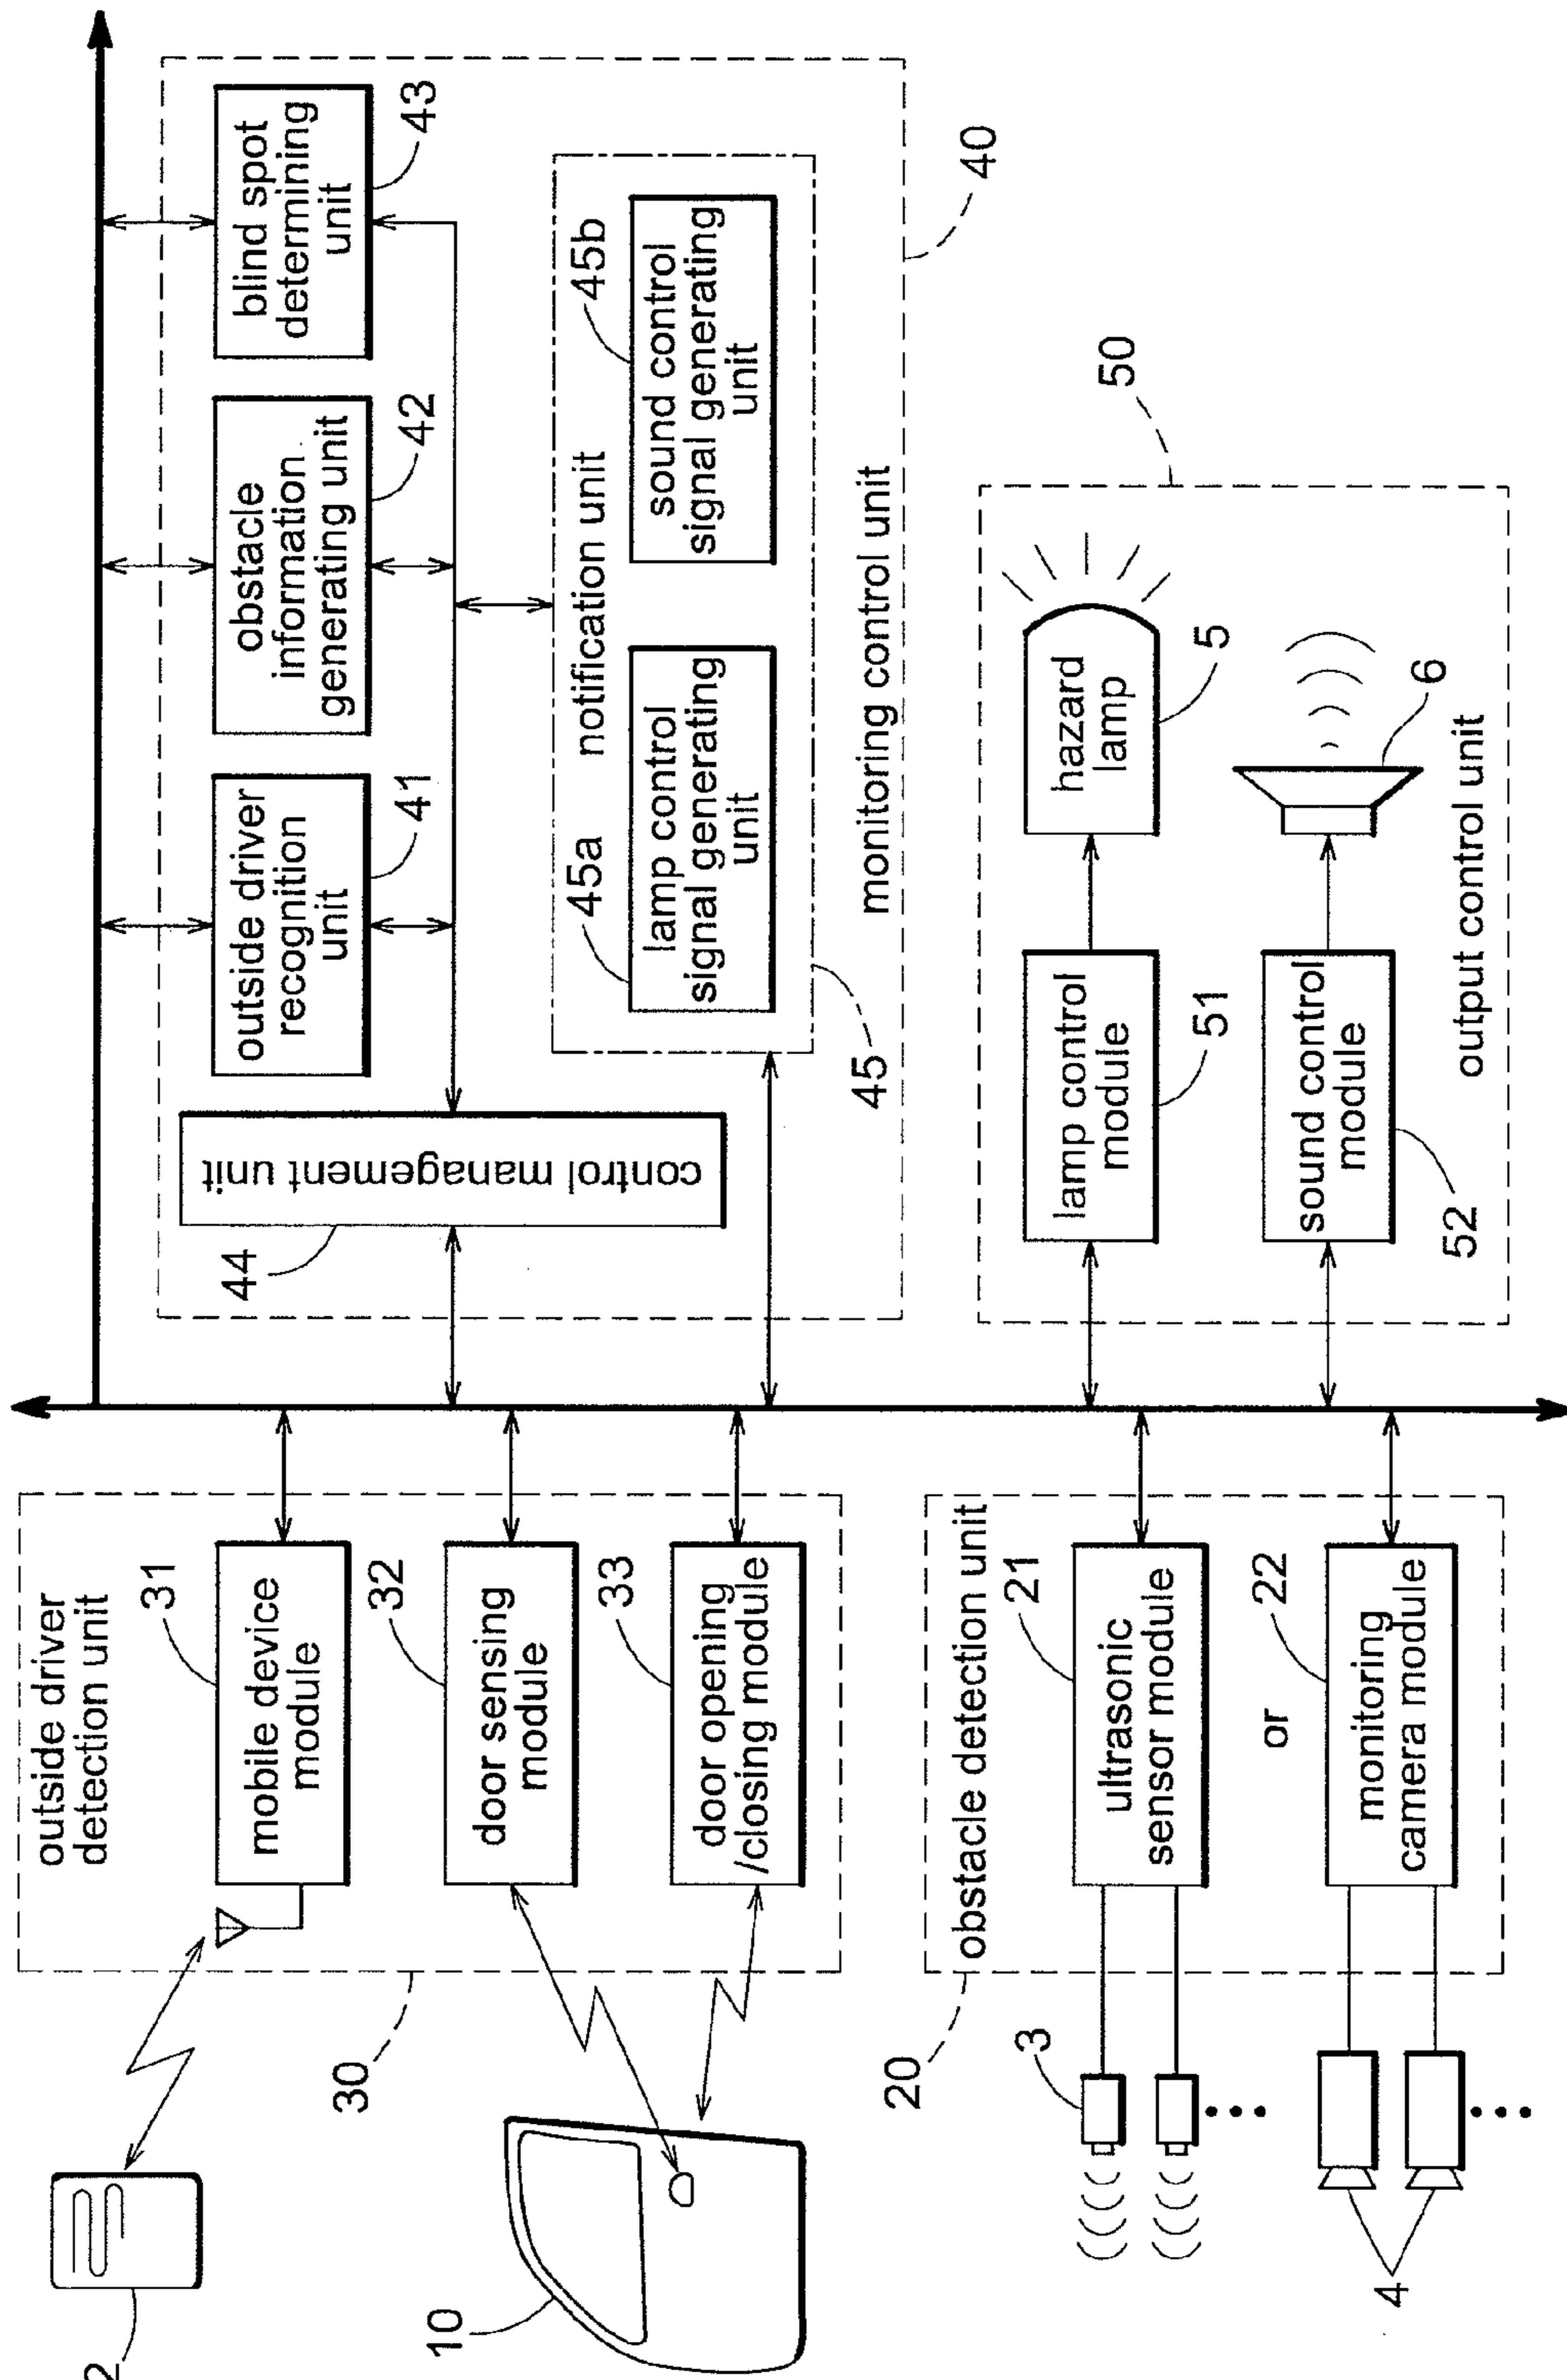 2
10
outside driver
detection unit
31
mobile device
module
32
door sensing
module
33
door opening
/closing module
30
obstacle detection unit
21
ultrasonic
sensor module
or
22
monitoring
camera module
20
3
4
44
control management unit
outside driver
recognition
unit
41
obstacle
information
generating unit
42
blind spot
determining
unit
43
notification unit
45a
lamp control
signal generating
unit
45b
sound control
signal generating
unit
45
monitoring control unit
40
50
lamp control
module
51
hazard
lamp
5
sound control
module
52
6
output control unit